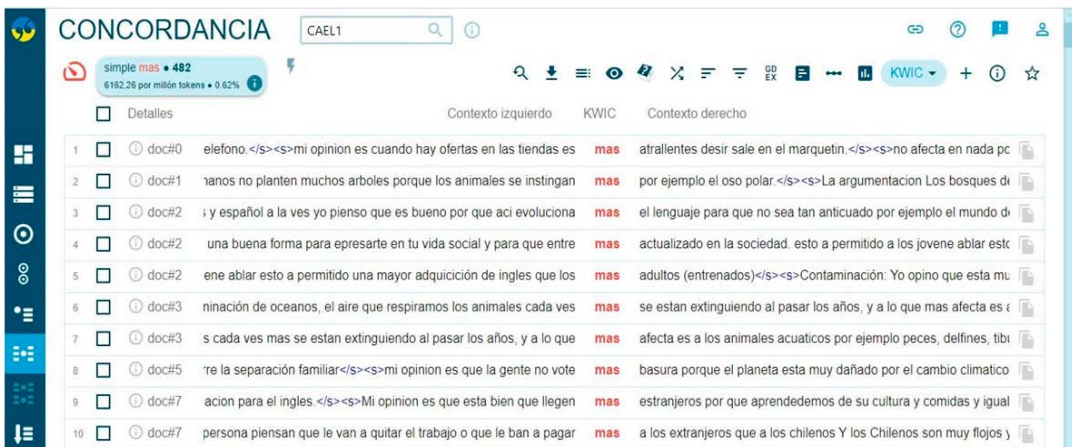 CONCORDANCIA CAEL1
simple mas • 482
6162,26 por millón tokens • 0.62%
GD EX KWIC
Detalles Contexto izquierdo KWIC Contexto derecho
1 doc#0 elefono.</s><s>mi opinion es cuando hay ofertas en las tiendas es mas atrallentes desir sale en el marquetin.</s><s>no afecta en nada pc
2 doc#1 nanos no planten muchos arboles porque los animales se instingan mas por ejemplo el oso polar.</s><s>La argumentacion Los bosques de
3 doc#2 y español a la ves yo pienso que es bueno por que aci evoluciona mas el lenguaje para que no sea tan anticuado por ejemplo el mundo d
4 doc#2 una buena forma para epresarte en tu vida social y para que entre mas actualizado en la sociedad. esto a permitido a los jovene ablar esto
5 doc#2 ene ablar esto a permitido una mayor adquicición de ingles que los mas adultos (entrenados)</s><s>Contaminación: Yo opino que esta mu
6 doc#3 ninación de oceanos, el aire que respiramos los animales cada ves mas se estan extinguiendo al pasar los años, y a lo que mas afecta es a
7 doc#3 s cada ves mas se estan extinguiendo al pasar los años, y a lo que mas afecta es a los animales acuaticos por ejemplo peces, delfines, tibu
8 doc#5 re la separación familiar</s><s>mi opinion es que la gente no vote mas basura porque el planeta esta muy dañado por el cambio climatico
9 doc#7 acion para el ingles.</s><s>Mi opinion es que esta bien que llegen mas estranjeros por que aprendedemos de su cultura y comidas y igual
10 doc#7 persona piensan que le van a quitar el trabajo o que le ban a pagar mas a los extranjeros que a los chilenos Y los Chilenos son muy flojos y